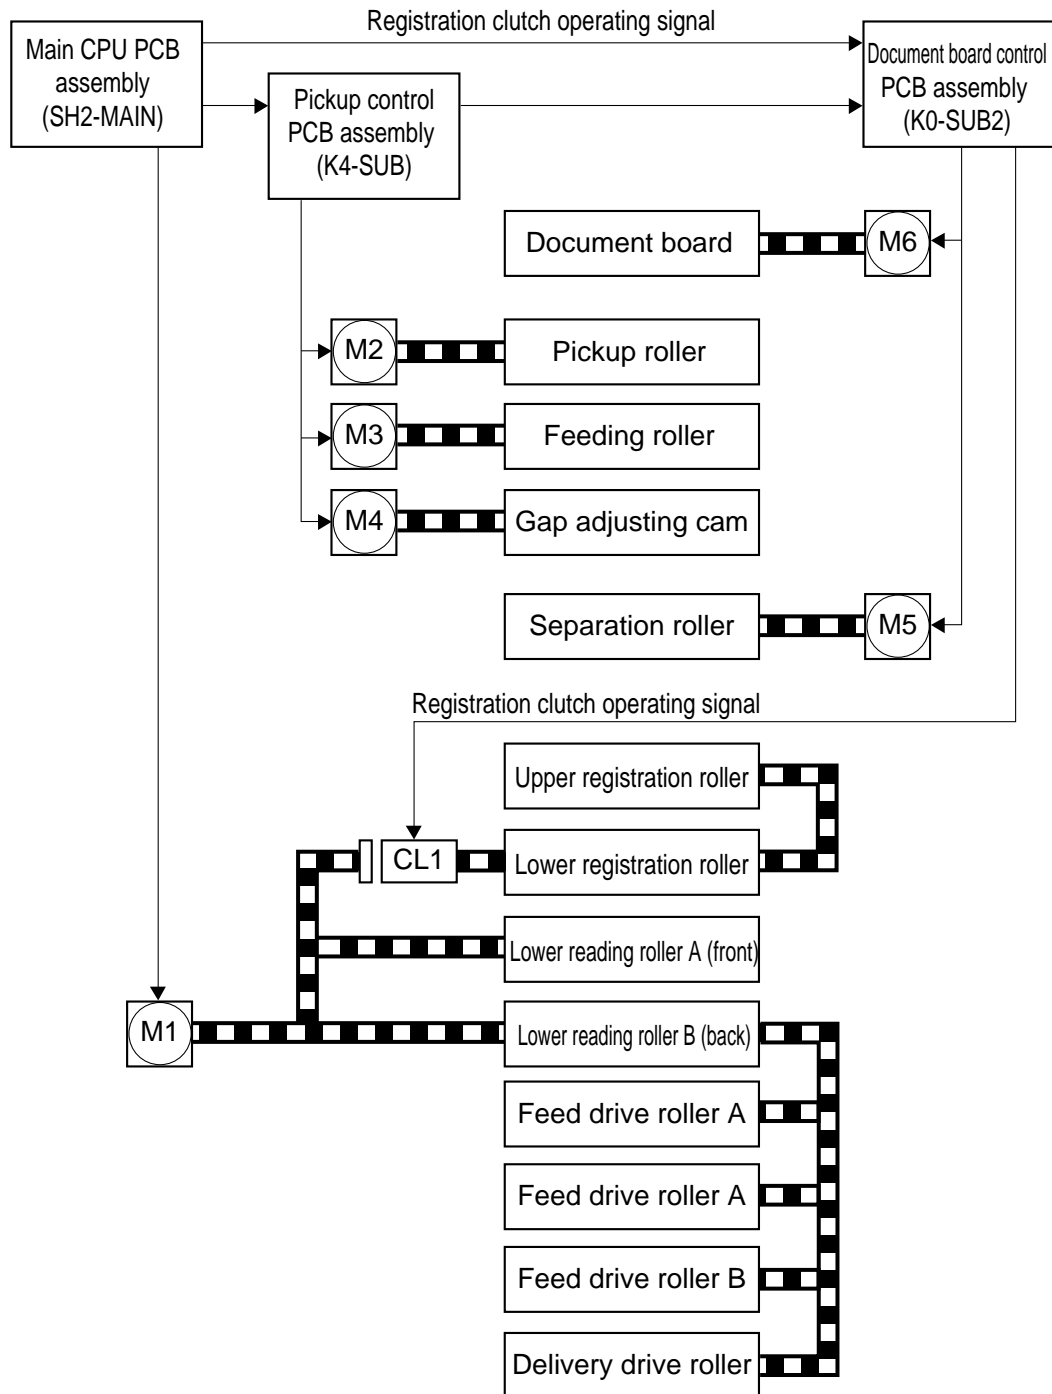 Registration clutch operating signal
Main CPU PCB
assembly
(SH2-MAIN)
Pickup control
PCB assembly
(K4-SUB)
Document board control
PCB assembly
(K0-SUB2)
Document board
M6
M2
Pickup roller
M3
Feeding roller
M4
Gap adjusting cam
Separation roller
M5
Registration clutch operating signal
Upper registration roller
CL1
Lower registration roller
Lower reading roller A (front)
M1
Lower reading roller B (back)
Feed drive roller A
Feed drive roller A
Feed drive roller B
Delivery drive roller